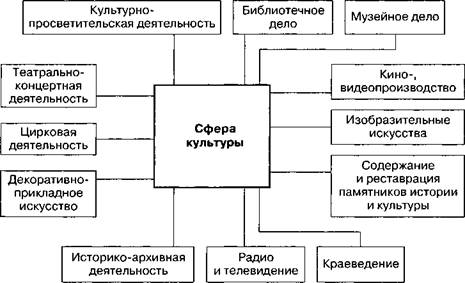 Культурно-
просветительская деятельность
Библиотечное
дело
Музейное дело
Театрально-
концертная
деятельность
Кино-,
видеопроизводство
Сфера
культуры
Цирковая
деятельность
Изобразительные
искусства
Декоративно-
прикладное
искусство
Содержание
и реставрация
памятников истории
и культуры
Историко-архивная
деятельность
Радио
и телевидение
Краеведение